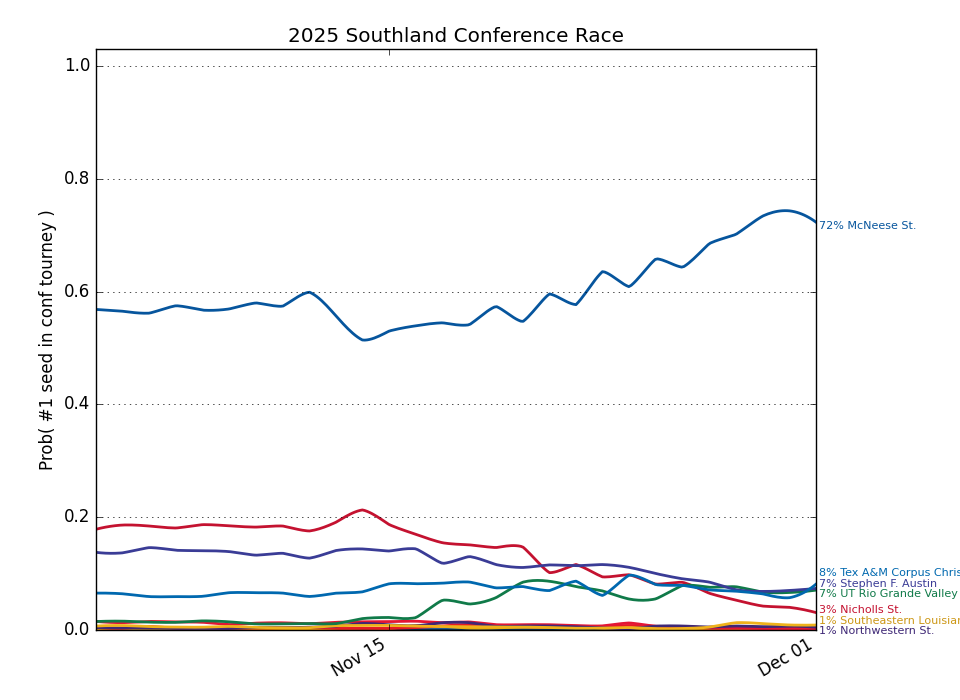 2025 Southland Conference Race
Prob( #1 seed in conf tourney )
1.0
0.8
0.6
0.4
0.2
0.0
Nov 15
Dec 01
72% McNeese St.
8% Tex A&M Corpus Chris
7% Stephen F. Austin
7% UT Rio Grande Valley
3% Nicholls St.
1% Southeastern Louisian
1% Northwestern St.